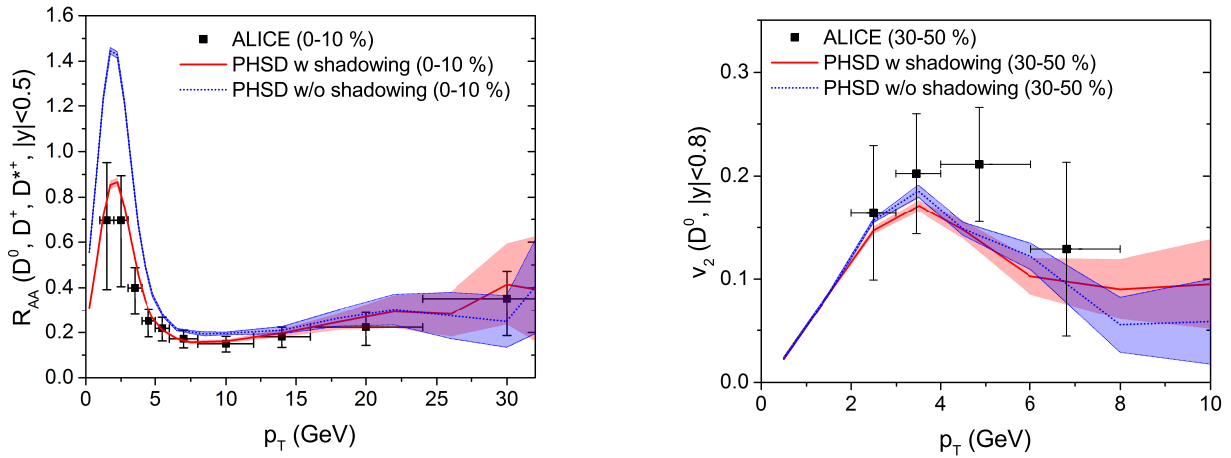 ALICE (0-10 %)
PHSD w shadowing (0-10 %)
PHSD w/o shadowing (0-10 %)
R_AA (D^0, D^+, D*^+, |y|<0.5)
1.6
1.4
1.2
1.0
0.8
0.6
0.4
0.2
0.0
0 5 10 15 20 25 30
p_T (GeV)
ALICE (30-50 %)
PHSD w shadowing (30-50 %)
PHSD w/o shadowing (30-50 %)
v_2 (D^0, |y|<0.8)
0.3
0.2
0.1
0.0
0 2 4 6 8 10
p_T (GeV)